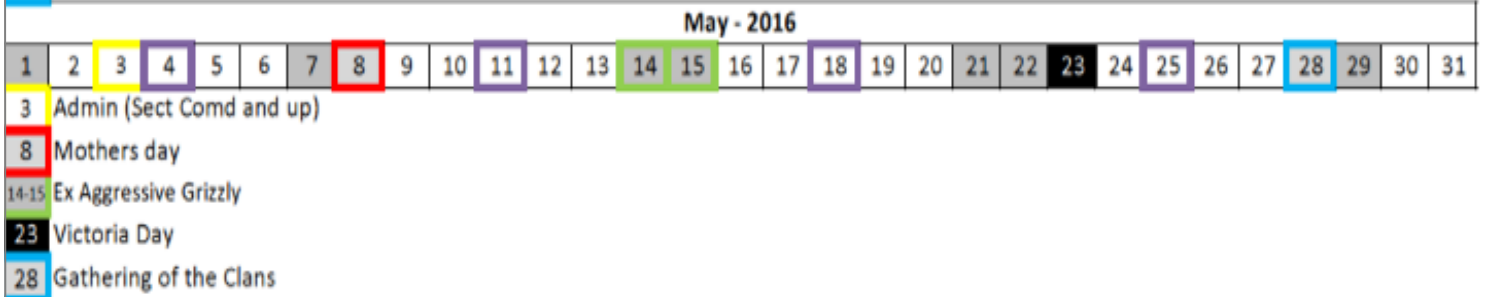 May - 2016
1 2 3 4 5 6 7 8 9 10 11 12 13 14 15 16 17 18 19 20 21 22 23 24 25 26 27 28 29 30 31
3 Admin (Sect Comd and up)
8 Mothers day
14-15 Ex Aggressive Grizzly
23 Victoria Day
28 Gathering of the Clans